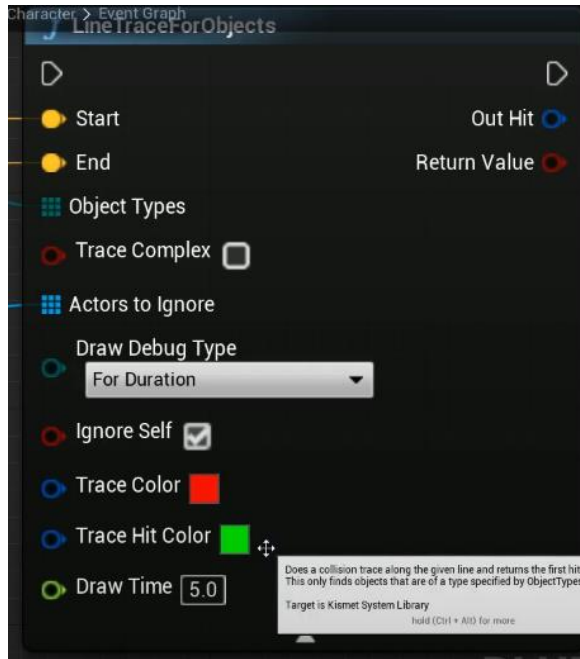 Character > Event Graph
LineTraceForObjects
Start
Out Hit
End
Return Value
Object Types
Trace Complex
Actors to Ignore
Draw Debug Type
For Duration
Ignore Self
Trace Color
Trace Hit Color
Does a collision trace along the given line and returns the first hit
This only finds objects that are of a type specified by ObjectTypes
Draw Time 5.0
Target is Kismet System Library
hold (Ctrl + Alt) for more